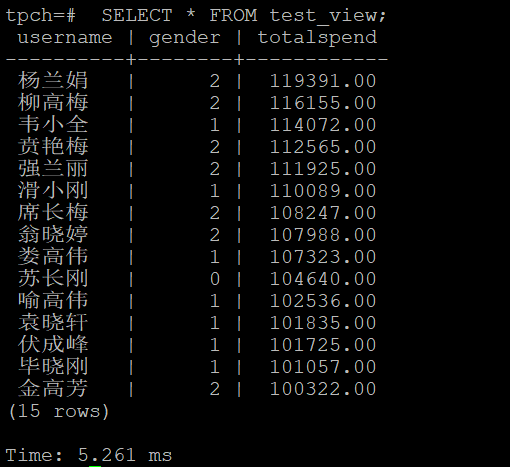 tpch=#  SELECT * FROM test_view;
 username | gender | totalspend
----------+--------+------------
 杨兰娟   |      2 |  119391.00
 柳高梅   |      2 |  116155.00
 韦小全   |      1 |  114072.00
 贲艳梅   |      2 |  112565.00
 强兰丽   |      2 |  111925.00
 滑小刚   |      1 |  110089.00
 席长梅   |      2 |  108247.00
 翁晓婷   |      2 |  107988.00
 娄高伟   |      1 |  107323.00
 苏长刚   |      0 |  104640.00
 喻高伟   |      1 |  102536.00
 袁晓轩   |      1 |  101835.00
 伏成峰   |      1 |  101725.00
 毕晓刚   |      1 |  101057.00
 金高芳   |      2 |  100322.00
(15 rows)

Time: 5.261 ms